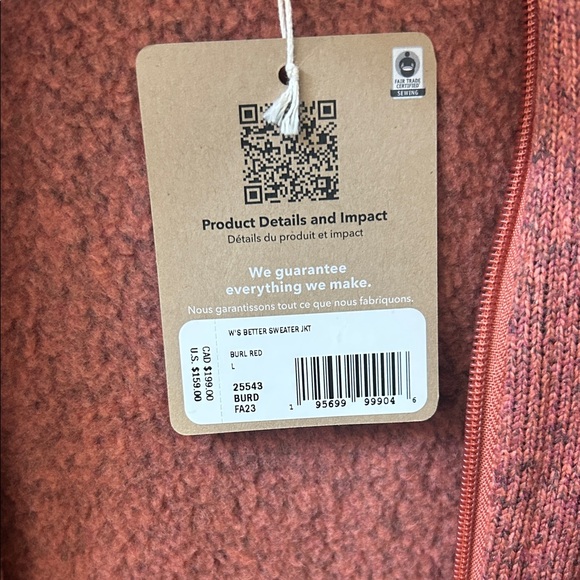 FAIR TRADE
CERTIFIED
SEWING
Product Details and Impact
Détails du produit et impact
We guarantee
everything we make.
Nous garantissons tout ce que nous fabriquons.
W'S BETTER SWEATER JKT
BURL RED
L
25543
BURD
FA23
CAD $199.00
U.S. $159.00
1 95699 99904 6